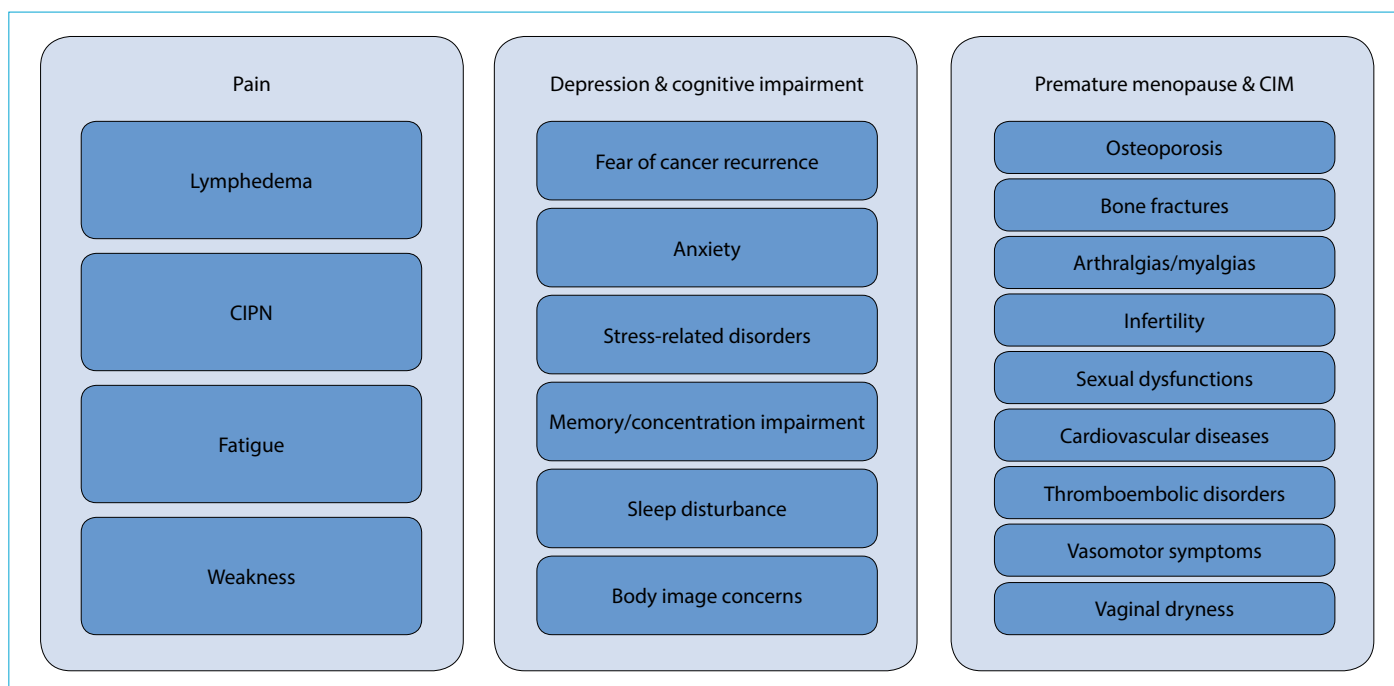 Pain
Lymphedema
CIPN
Fatigue
Weakness
Depression & cognitive impairment
Fear of cancer recurrence
Anxiety
Stress-related disorders
Memory/concentration impairment
Sleep disturbance
Body image concerns
Premature menopause & CIM
Osteoporosis
Bone fractures
Arthralgias/myalgias
Infertility
Sexual dysfunctions
Cardiovascular diseases
Thromboembolic disorders
Vasomotor symptoms
Vaginal dryness